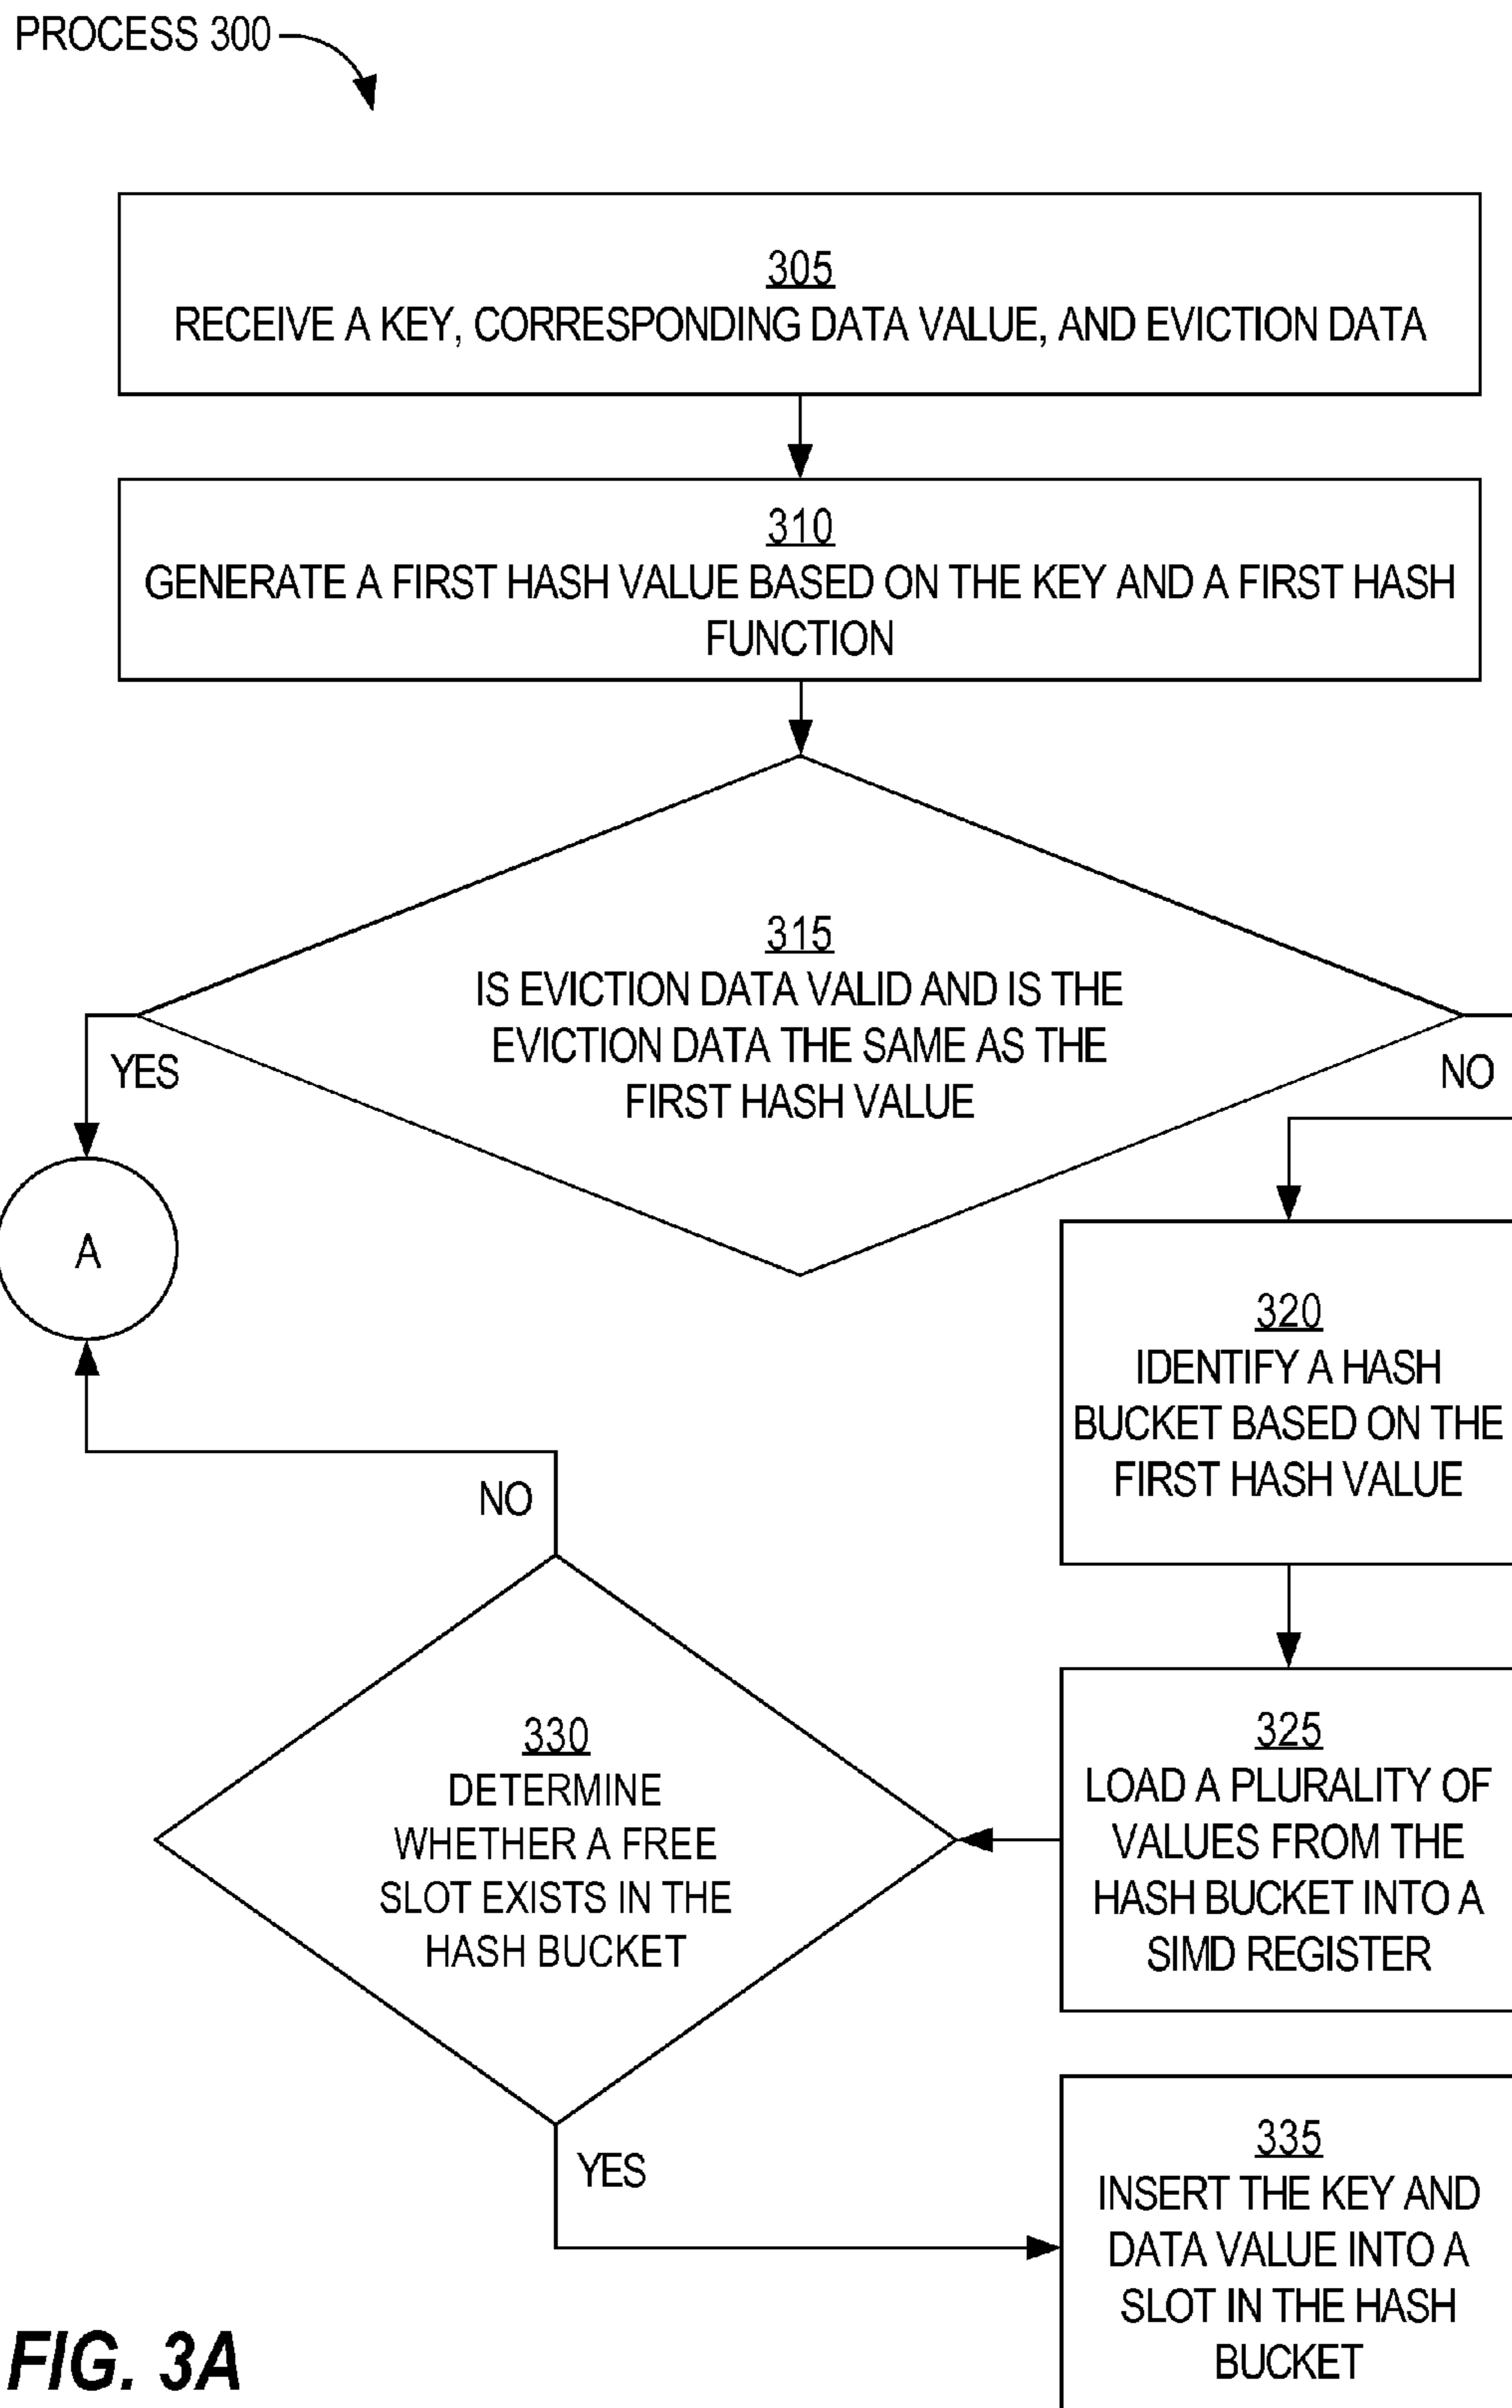 PROCESS 300
305
RECEIVE A KEY, CORRESPONDING DATA VALUE, AND EVICTION DATA
310
GENERATE A FIRST HASH VALUE BASED ON THE KEY AND A FIRST HASH
FUNCTION
315
IS EVICTION DATA VALID AND IS THE
EVICTION DATA THE SAME AS THE
FIRST HASH VALUE
YES
NO
A
320
IDENTIFY A HASH
BUCKET BASED ON THE
FIRST HASH VALUE
NO
325
LOAD A PLURALITY OF
VALUES FROM THE
HASH BUCKET INTO A
SIMD REGISTER
330
DETERMINE
WHETHER A FREE
SLOT EXISTS IN THE
HASH BUCKET
YES
335
INSERT THE KEY AND
DATA VALUE INTO A
SLOT IN THE HASH
BUCKET
FIG. 3A